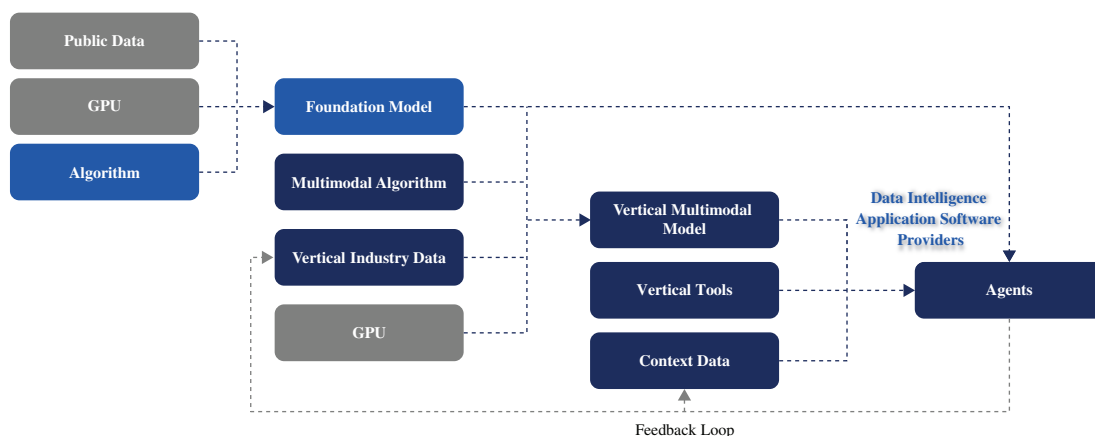 Public Data
GPU
Algorithm
Foundation Model
Multimodal Algorithm
Vertical Industry Data
GPU
Vertical Multimodal
Model
Vertical Tools
Context Data
Data Intelligence
Application Software
Providers
Agents
Feedback Loop